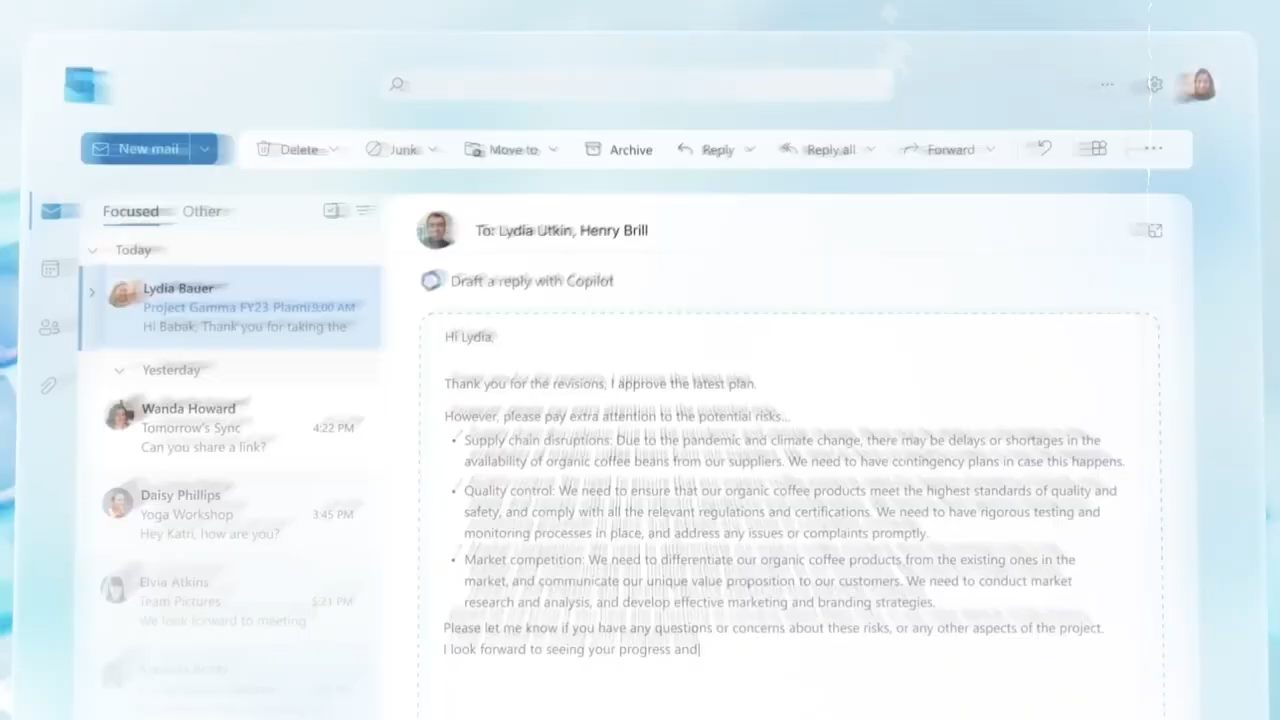 New mail
Delete
Junk
Move to
Archive
Reply
Reply all
Forward
Focused
Other
Today
Lydia Bauer
Project Gamma FY23 Planni 9:00 AM
Hi Babak, Thank you for taking the
Yesterday
Wanda Howard
Tomorrow's Sync 4:22 PM
Can you share a link?
Daisy Phillips
Yoga Workshop 3:45 PM
Hey Katri, how are you?
Elvia Atkins
Team Pictures
We look forward to meeting
To: Lydia Utkin, Henry Brill
Draft a reply with Copilot
Hi Lydia,
Thank you for the revisions, I approve the latest plan.
However, please pay extra attention to the potential risks...
• Supply chain disruptions: Due to the pandemic and climate change, there may be delays or shortages in the
availability of organic coffee beans from our suppliers. We need to have contingency plans in case this happens.
• Quality control: We need to ensure that our organic coffee products meet the highest standards of quality and
safety, and comply with all the relevant regulations and certifications. We need to have rigorous testing and
monitoring processes in place, and address any issues or complaints promptly.
• Market competition: We need to differentiate our organic coffee products from the existing ones in the
market, and communicate our unique value proposition to our customers. We need to conduct market
research and analysis, and develop effective marketing and branding strategies.
Please let me know if you have any questions or concerns about these risks, or any other aspects of the project.
I look forward to seeing your progress and